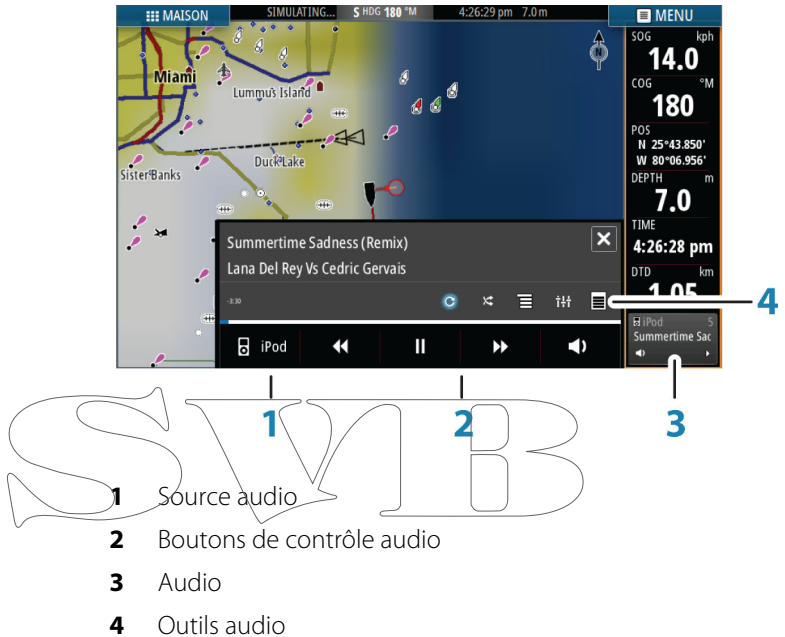 MAISON SIMULATING... S HDG 180 °M 4:26:29 pm 7.0 m MENU
SOG kph
14.0
COG °M
180
POS
N 25°43.850'
W 80°06.956'
DEPTH m
7.0
TIME
4:26:28 pm
DTD km
1.05
Miami
Lummus Island
N
Duck Lake
Sister Banks
Summertime Sadness (Remix)
Lana Del Rey Vs Cedric Gervais
-3:30
iPod
iPod 5
Summertime Sac
4
1 2 3
SVB
1 Source audio
2 Boutons de contrôle audio
3 Audio
4 Outils audio